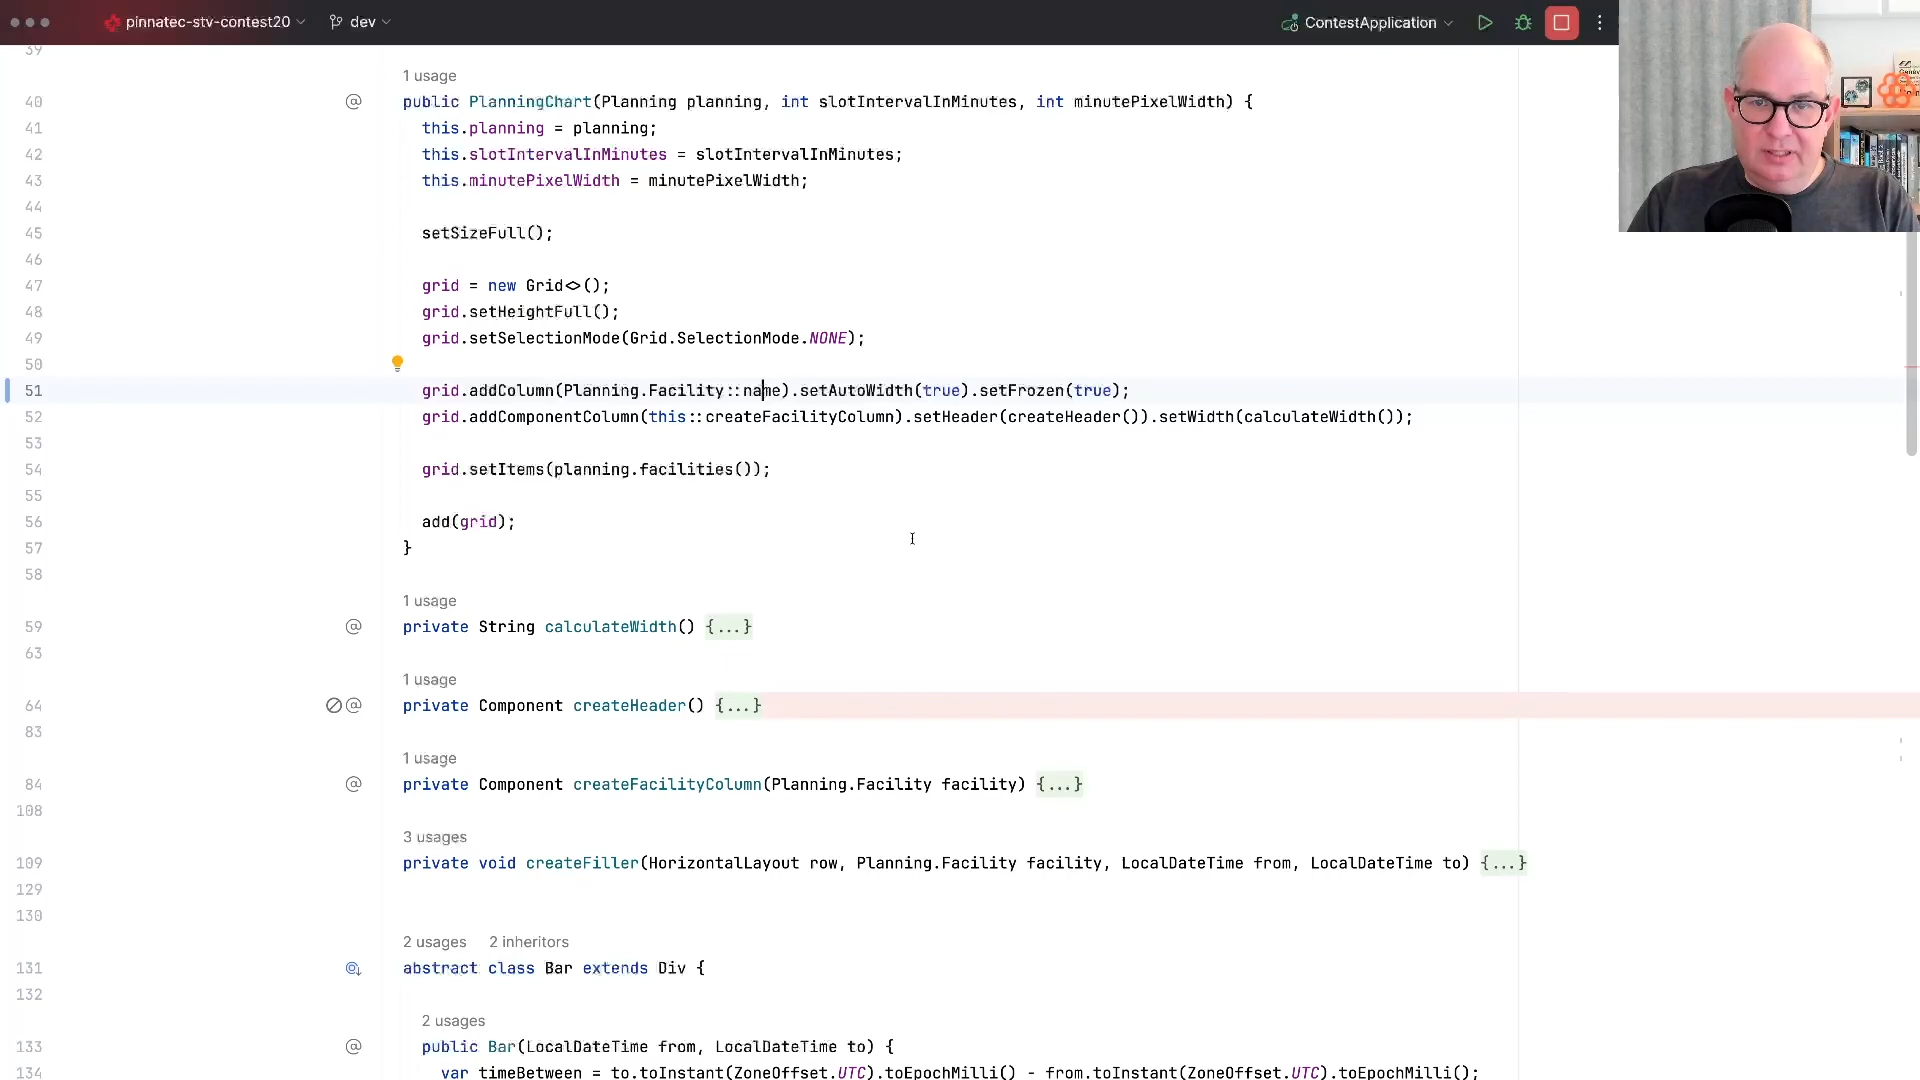 pinnatec-stv-contest20
dev
ContestApplication
39
1 usage
40 public PlanningChart(Planning planning, int slotIntervalInMinutes, int minutePixelWidth) {
41 this.planning = planning;
42 this.slotIntervalInMinutes = slotIntervalInMinutes;
43 this.minutePixelWidth = minutePixelWidth;
44
45 setSizeFull();
46
47 grid = new Grid<>();
48 grid.setHeightFull();
49 grid.setSelectionMode(Grid.SelectionMode.NONE);
50
51 grid.addColumn(Planning.Facility::name).setAutoWidth(true).setFrozen(true);
52 grid.addComponentColumn(this::createFacilityColumn).setHeader(createHeader()).setWidth(calculateWidth());
53
54 grid.setItems(planning.facilities());
55
56 add(grid);
57 }
58
1 usage
59 private String calculateWidth() {...}
63
1 usage
64 private Component createHeader() {...}
83
1 usage
84 private Component createFacilityColumn(Planning.Facility facility) {...}
108
3 usages
109 private void createFiller(HorizontalLayout row, Planning.Facility facility, LocalDateTime from, LocalDateTime to) {...}
129
130
2 usages 2 inheritors
131 abstract class Bar extends Div {
132
2 usages
133 public Bar(LocalDateTime from, LocalDateTime to) {
134 var timeBetween = to.toInstant(ZoneOffset.UTC).toEpochMilli() - from.toInstant(ZoneOffset.UTC).toEpochMilli();